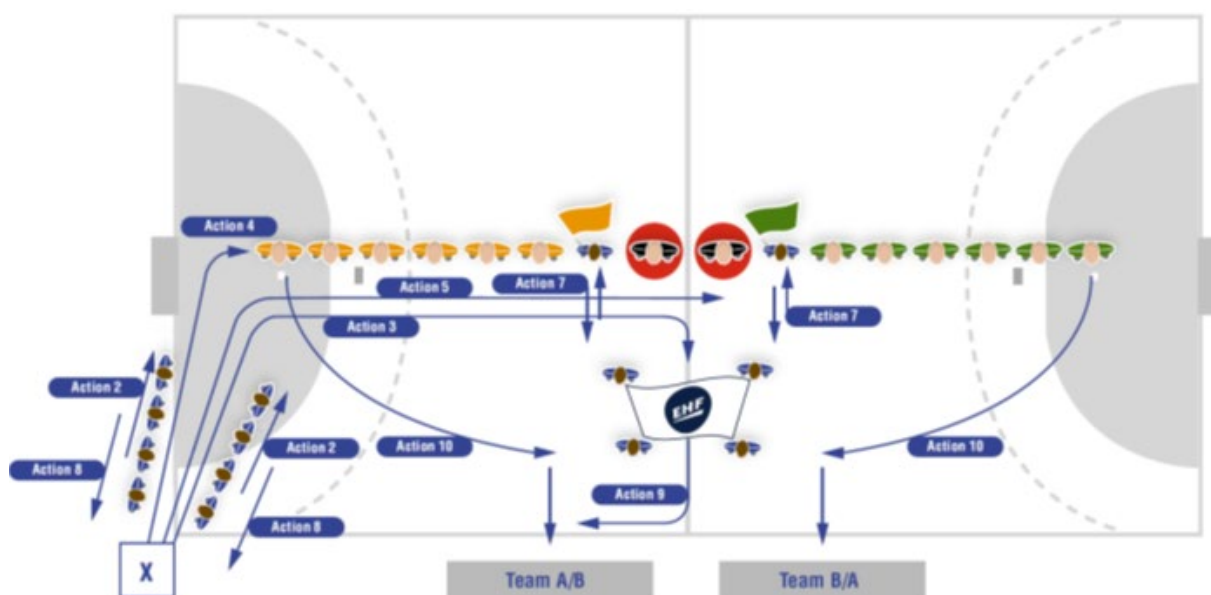 Action 4
Action 5
Action 7
Action 7
Action 3
Action 2
EHF
Action 2
Action 10
Action 10
Action 8
Action 9
Action 8
X
Team A/B
Team B/A